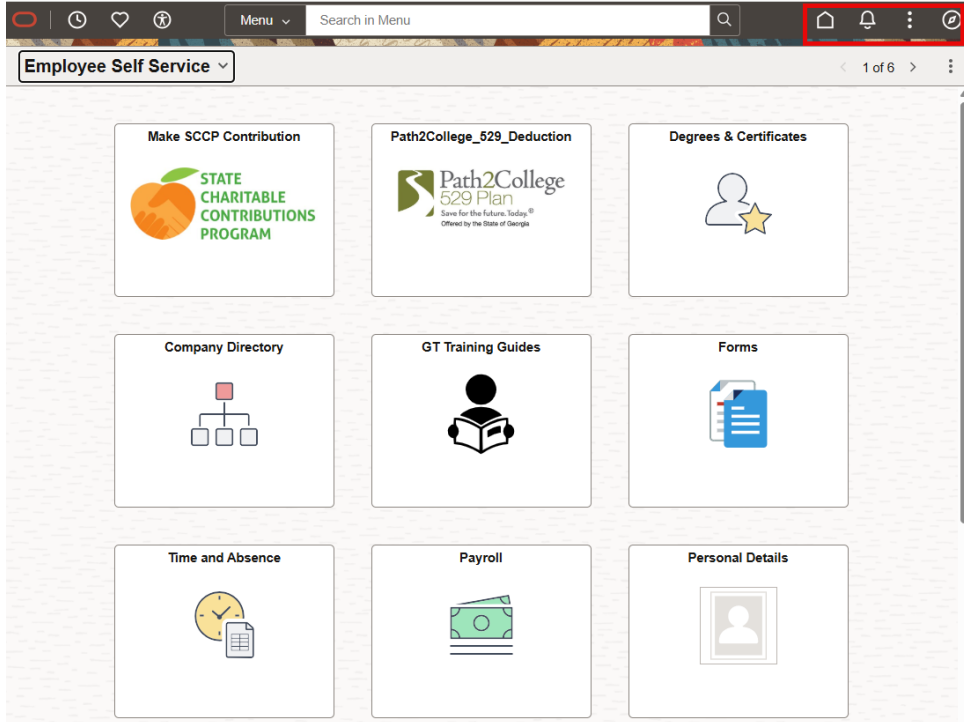 Menu
Search in Menu
Employee Self Service
1 of 6
Make SCCP Contribution
STATE
CHARITABLE
CONTRIBUTIONS
PROGRAM
Path2College_529_Deduction
Path2College
529 Plan
Save for the future. Today.®
Offered by the State of Georgia
Degrees & Certificates
Company Directory
GT Training Guides
Forms
Time and Absence
Payroll
Personal Details